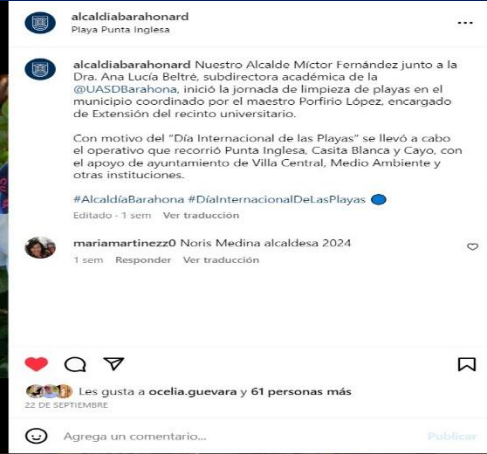 alcaldiabarahonard
Playa Punta Inglesa
alcaldiabarahonard Nuestro Alcalde Míctor Fernández junto a la
Dra. Ana Lucía Beltré, subdirectora académica de la
@UASDBarahona, inició la jornada de limpieza de playas en el
municipio coordinado por el maestro Porfirio López, encargado
de Extensión del recinto universitario.
Con motivo del "Día Internacional de las Playas" se llevó a cabo
el operativo que recorrió Punta Inglesa, Casita Blanca y Cayo, con
el apoyo de ayuntamiento de Villa Central, Medio Ambiente y
otras instituciones.
#AlcaldíaBarahona #DíaInternacionalDeLasPlayas
Editado · 1 sem Ver traducción
mariamartinezz0 Noris Medina alcaldesa 2024
1 sem Responder Ver traducción
Les gusta a ocelia.guevara y 61 personas más
22 DE SEPTIEMBRE
Agrega un comentario... Publicar